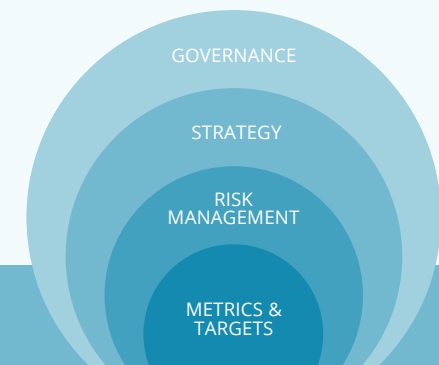 GOVERNANCE
STRATEGY
RISK
MANAGEMENT
METRICS &
TARGETS